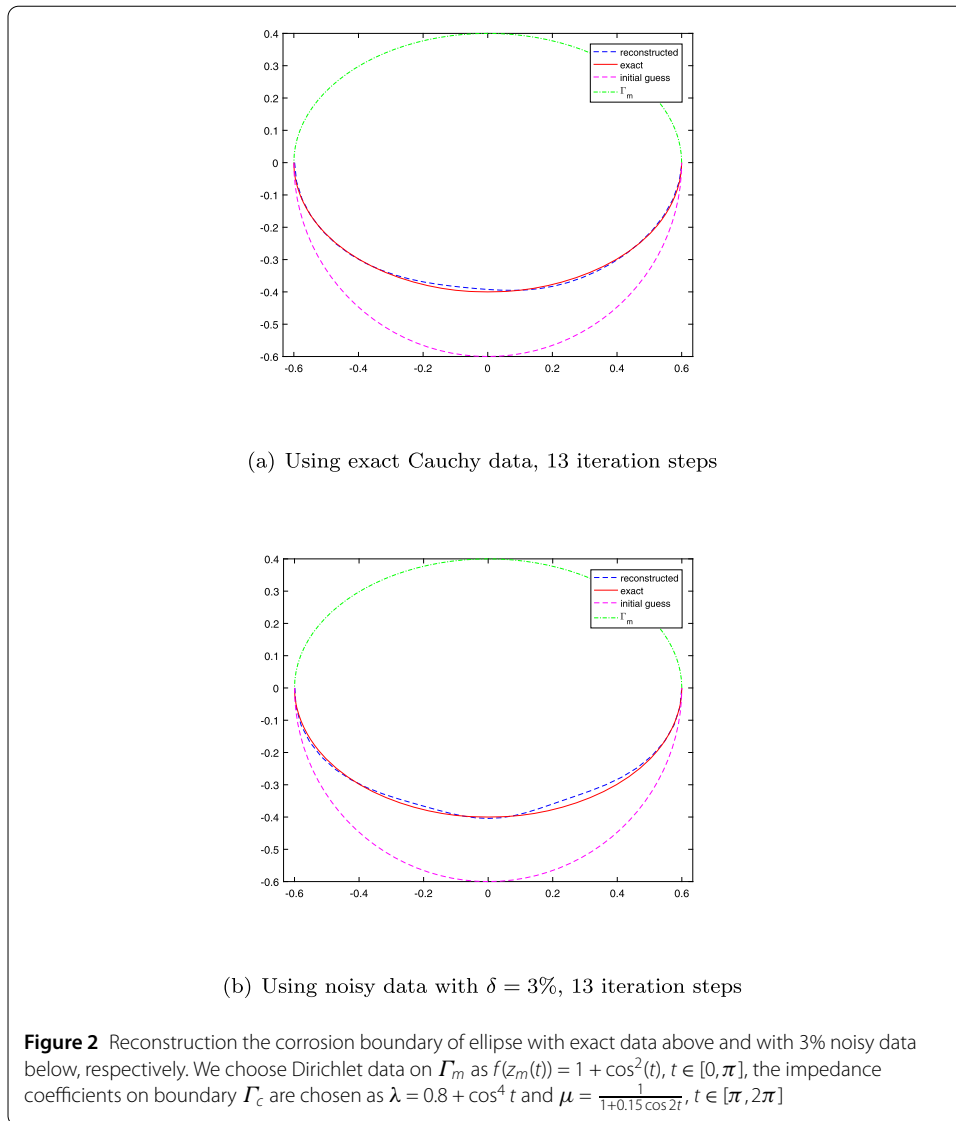 0.4
0.3
0.2
0.1
0
-0.1
-0.2
-0.3
-0.4
-0.5
-0.6
-0.6 -0.4 -0.2 0 0.2 0.4 0.6
reconstructed
exact
initial guess
Γm
(a) Using exact Cauchy data, 13 iteration steps
0.4
0.3
0.2
0.1
0
-0.1
-0.2
-0.3
-0.4
-0.5
-0.6
-0.6 -0.4 -0.2 0 0.2 0.4 0.6
reconstructed
exact
initial guess
Γm
(b) Using noisy data with δ = 3%, 13 iteration steps
Figure 2 Reconstruction the corrosion boundary of ellipse with exact data above and with 3% noisy data
below, respectively. We choose Dirichlet data on Γm as f(zm(t)) = 1 + cos²(t), t ∈ [0, π], the impedance
coefficients on boundary Γc are chosen as λ = 0.8 + cos⁴ t and μ = 1/(1+0.15 cos 2t), t ∈ [π, 2π]